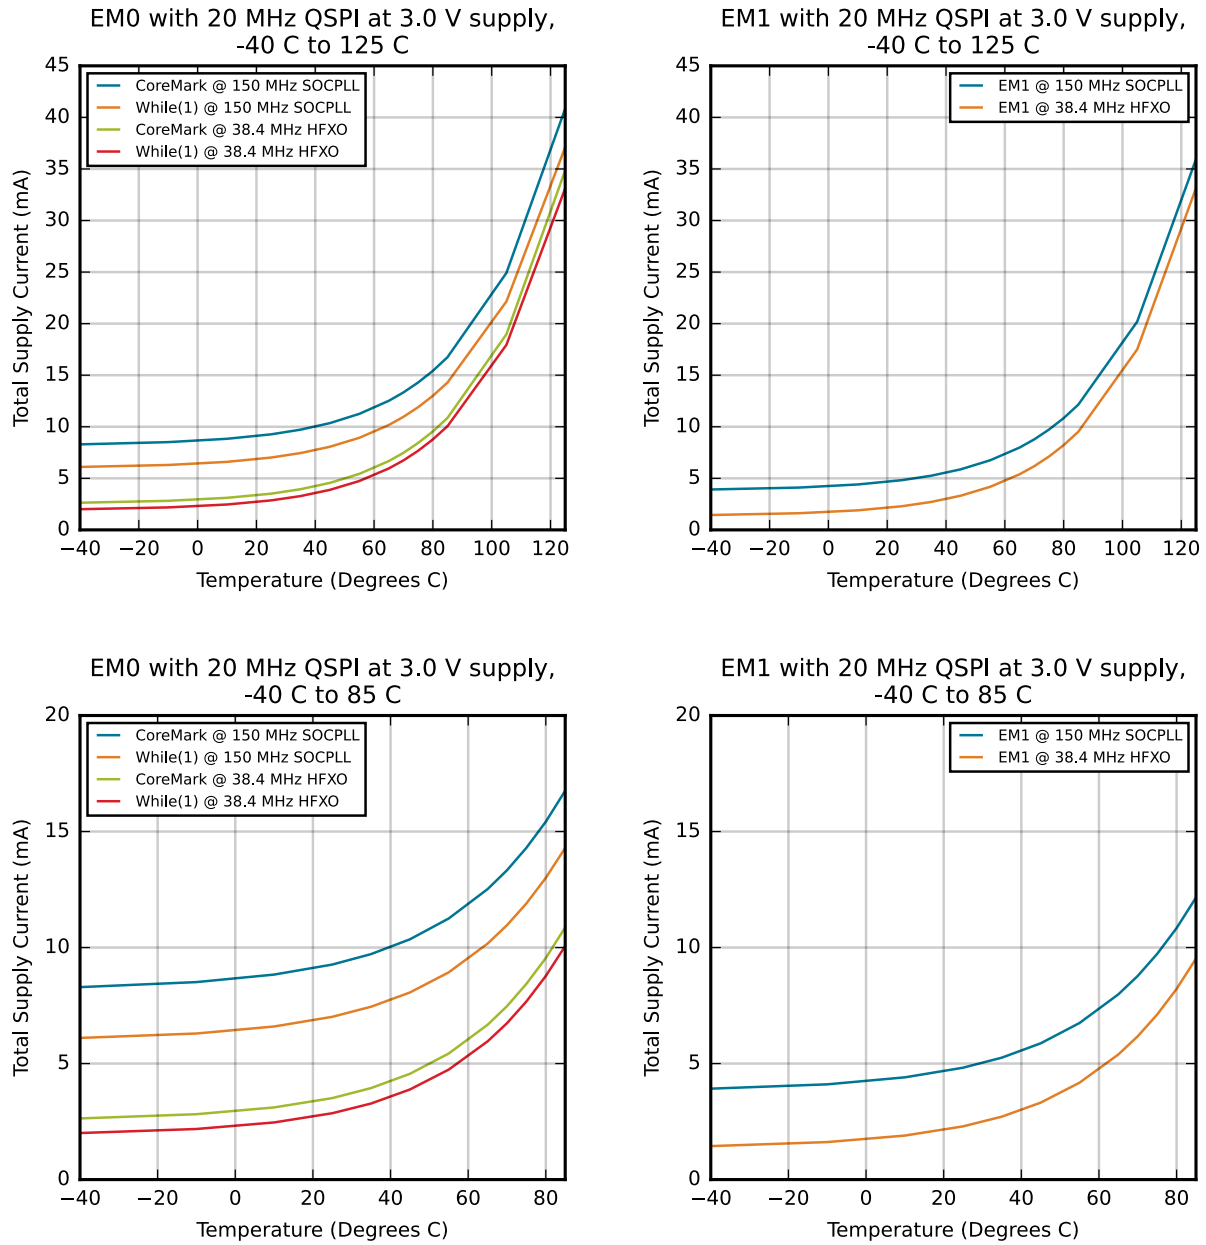 EM0 with 20 MHz QSPI at 3.0 V supply,
-40 C to 125 C
45
40
35
30
25
20
15
10
5
0
Total Supply Current (mA)
CoreMark @ 150 MHz SOCPLL
While(1) @ 150 MHz SOCPLL
CoreMark @ 38.4 MHz HFXO
While(1) @ 38.4 MHz HFXO
−40 −20 0 20 40 60 80 100 120
Temperature (Degrees C)
EM1 with 20 MHz QSPI at 3.0 V supply,
-40 C to 125 C
45
40
35
30
25
20
15
10
5
0
Total Supply Current (mA)
EM1 @ 150 MHz SOCPLL
EM1 @ 38.4 MHz HFXO
−40 −20 0 20 40 60 80 100 120
Temperature (Degrees C)
EM0 with 20 MHz QSPI at 3.0 V supply,
-40 C to 85 C
20
15
10
5
0
Total Supply Current (mA)
CoreMark @ 150 MHz SOCPLL
While(1) @ 150 MHz SOCPLL
CoreMark @ 38.4 MHz HFXO
While(1) @ 38.4 MHz HFXO
−40 −20 0 20 40 60 80
Temperature (Degrees C)
EM1 with 20 MHz QSPI at 3.0 V supply,
-40 C to 85 C
20
15
10
5
0
Total Supply Current (mA)
EM1 @ 150 MHz SOCPLL
EM1 @ 38.4 MHz HFXO
−40 −20 0 20 40 60 80
Temperature (Degrees C)